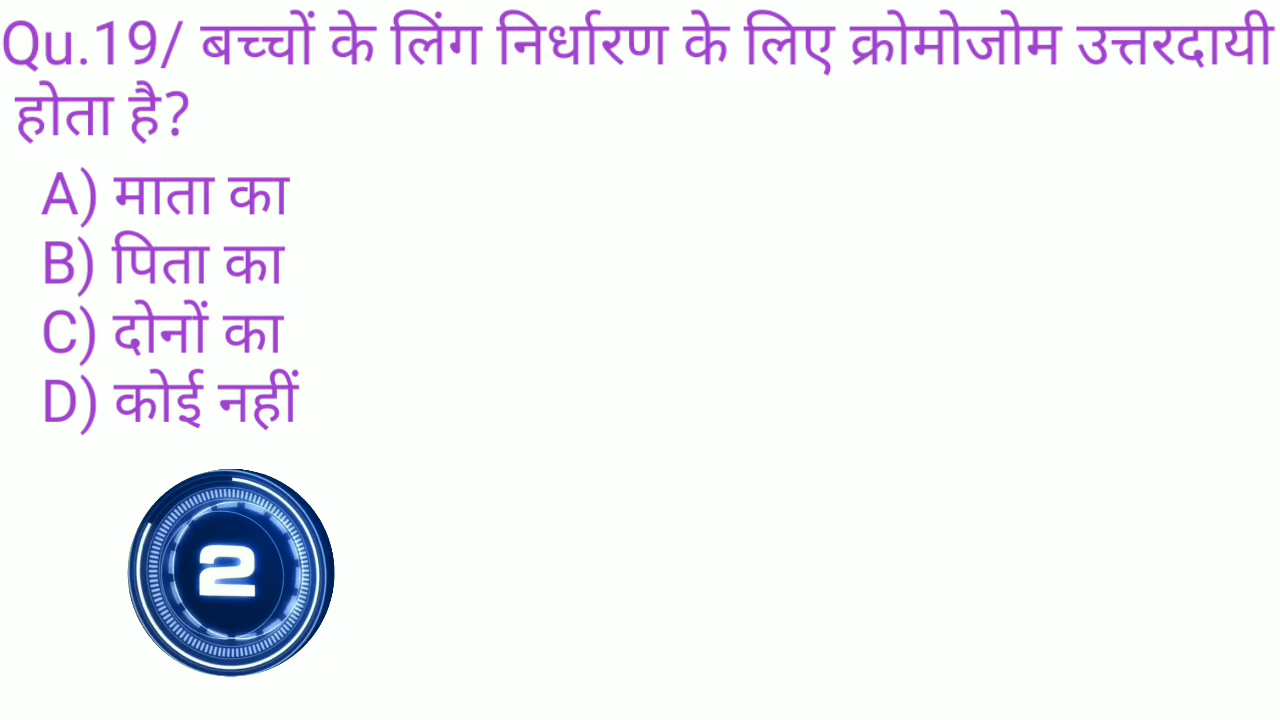 Qu.19/ बच्चों के लिंग निर्धारण के लिए क्रोमोजोम उत्तरदायी
होता है?
A) माता का
B) पिता का
C) दोनों का
D) कोई नहीं
2